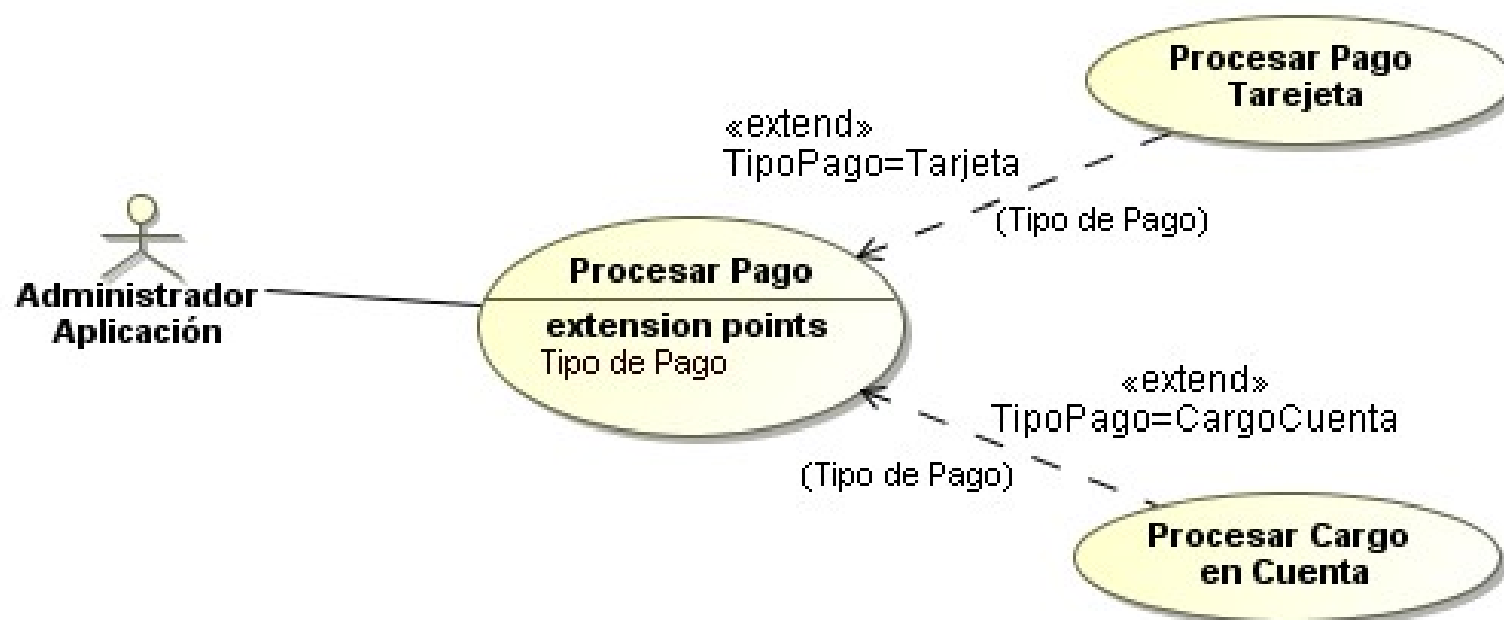 Procesar Pago
Tarejeta
«extend»
TipoPago=Tarjeta
(Tipo de Pago)
Administrador
Aplicación
Procesar Pago
extension points
Tipo de Pago
«extend»
TipoPago=CargoCuenta
(Tipo de Pago)
Procesar Cargo
en Cuenta